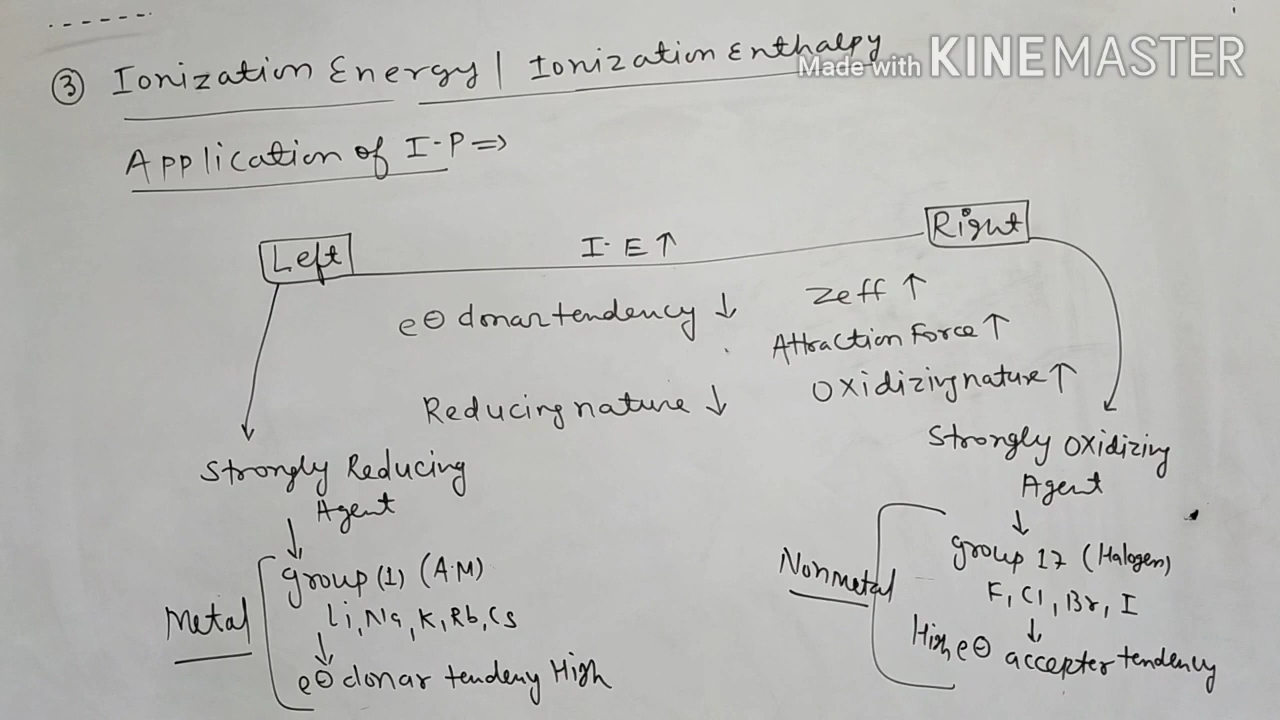 ③ Ionization Energy | Ionization Enthalpy
Made with KINEMASTER
Application of I-P ⇒
Left
I-E ↑
Right
e⊖ donar tendency ↓
Zeff ↑
Attraction Force ↑
Reducing nature ↓
Oxidizing nature ↑
Strongly Reducing
Agent
Strongly Oxidizing
Agent
↓
↓
Metal
group (1) (A.M)
Li, Na, K, Rb, Cs
↓
e⊖ donar tendeny High
Nonmetal
group 17 (Halogen)
F, Cl, Br, I
↓
High e⊖ accepter tendency